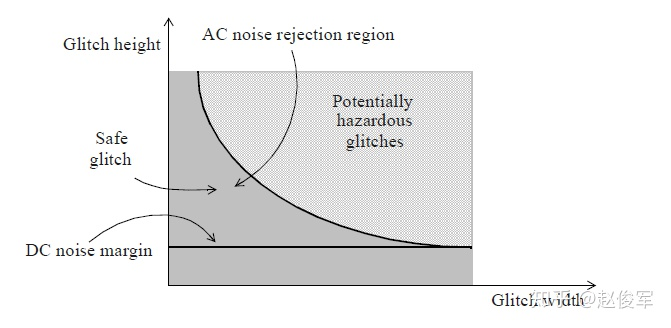 Glitch height
AC noise rejection region
Potentially
hazardous
glitches
Safe
glitch
DC noise margin
Glitch width
知乎 @赵俊军